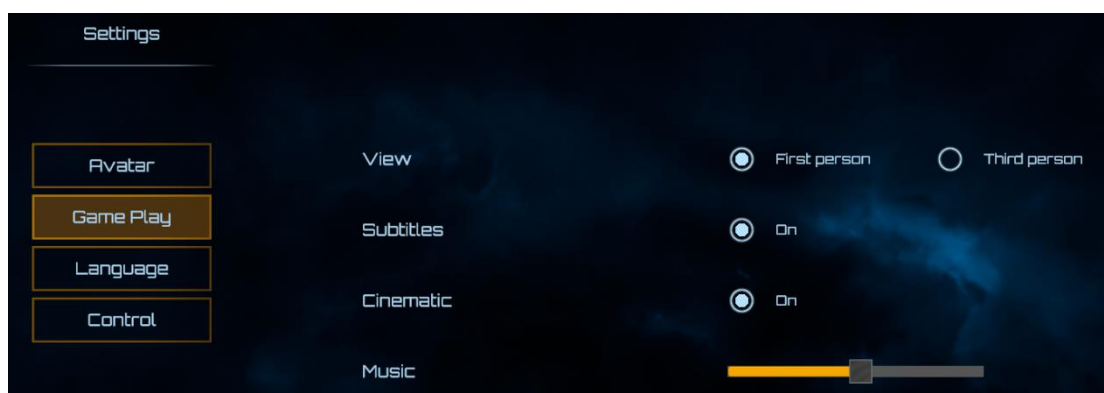 Settings
Avatar
Game Play
Language
Control
View
First person
Third person
Subtitles
On
Cinematic
On
Music